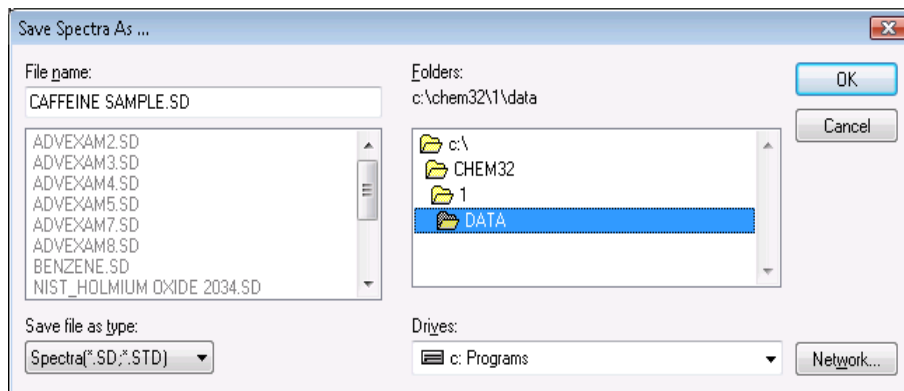 Save Spectra As ...
File name:
CAFFEINE SAMPLE.SD
ADVEXAM2.SD
ADVEXAM3.SD
ADVEXAM4.SD
ADVEXAM5.SD
ADVEXAM7.SD
ADVEXAM8.SD
BENZENE.SD
NIST_HOLMIUM OXIDE 2034.SD
Save file as type:
Spectra(*.SD;*.STD)
Folders:
c:\chem32\1\data
c:\
CHEM32
1
DATA
Drives:
c: Programs
OK
Cancel
Network...